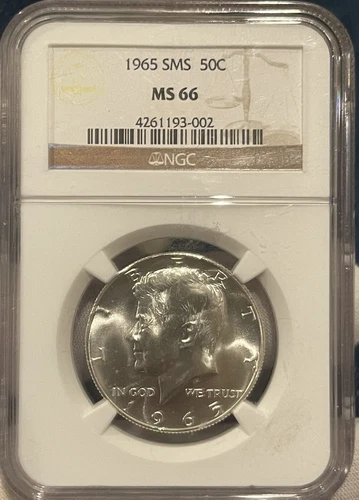 1965 SMS 50C
MS 66
4261193-002
NGC
LIBERTY
IN GOD WE TRUST
1965